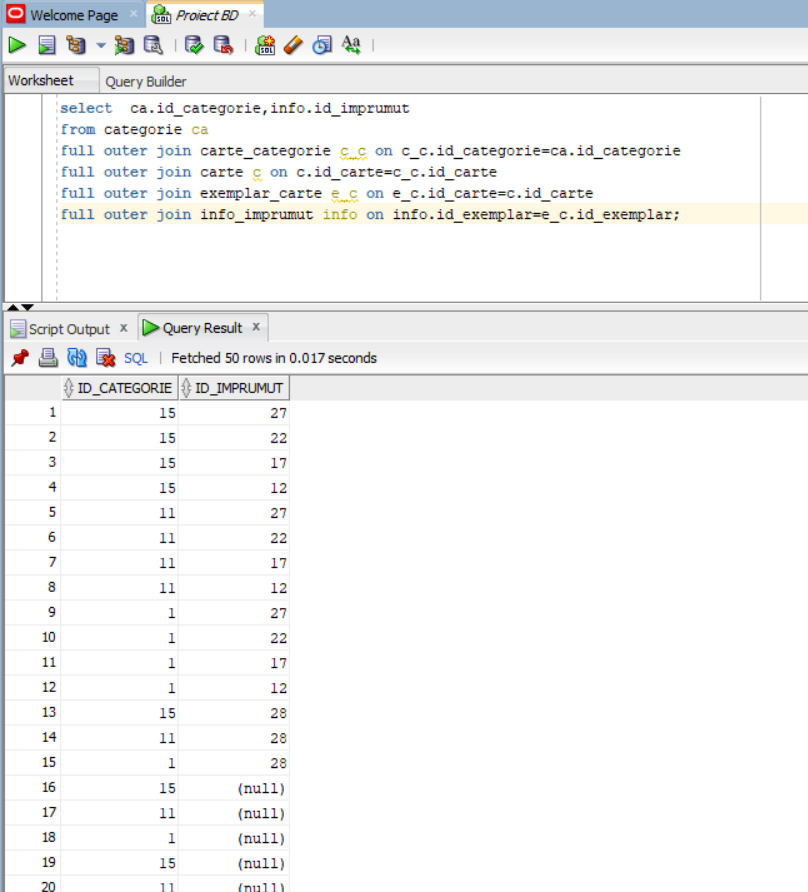 Welcome Page
Proiect BD
Worksheet
Query Builder
select  ca.id_categorie,info.id_imprumut
from categorie ca
full outer join carte_categorie c_c on c_c.id_categorie=ca.id_categorie
full outer join carte c on c.id_carte=c_c.id_carte
full outer join exemplar_carte e_c on e_c.id_carte=c.id_carte
full outer join info_imprumut info on info.id_exemplar=e_c.id_exemplar;
Script Output x
Query Result x
SQL | Fetched 50 rows in 0.017 seconds
ID_CATEGORIE ID_IMPRUMUT
1 15 27
2 15 22
3 15 17
4 15 12
5 11 27
6 11 22
7 11 17
8 11 12
9 1 27
10 1 22
11 1 17
12 1 12
13 15 28
14 11 28
15 1 28
16 15 (null)
17 11 (null)
18 1 (null)
19 15 (null)
20 11 (null)